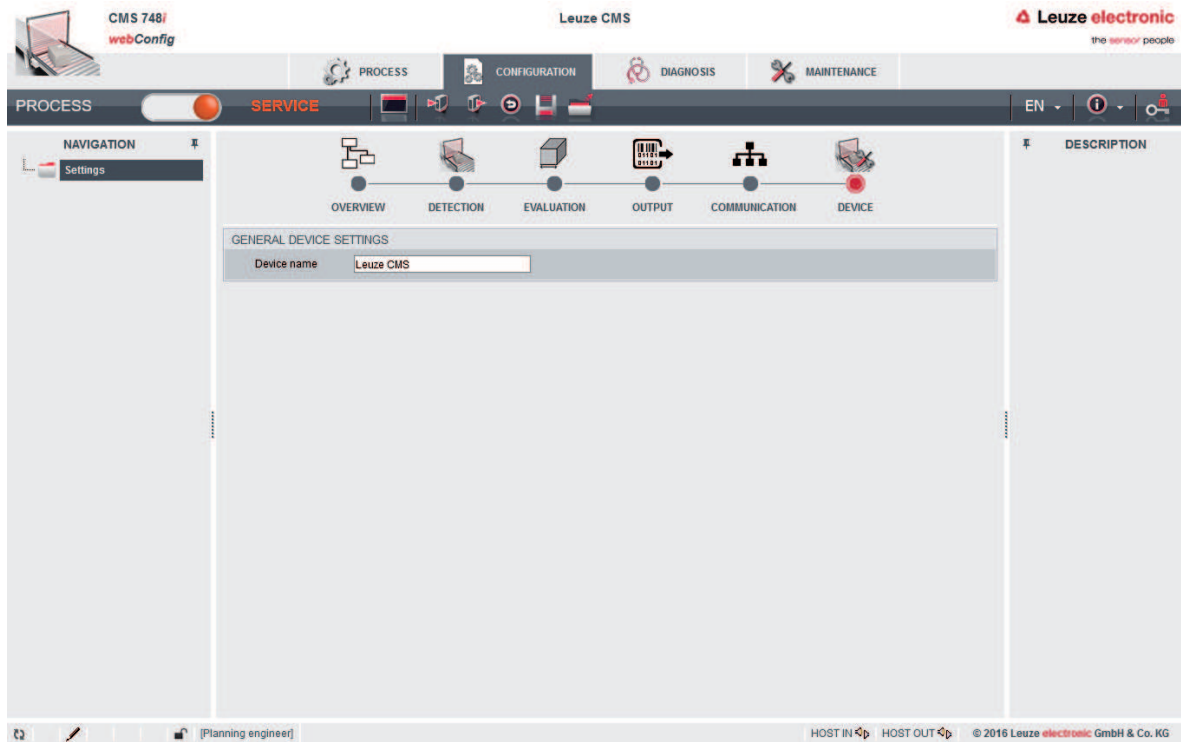 CMS 748i
webConfig
Leuze CMS
Leuze electronic
the sensor people
PROCESS
CONFIGURATION
DIAGNOSIS
MAINTENANCE
PROCESS
SERVICE
EN
NAVIGATION
Settings
OVERVIEW
DETECTION
EVALUATION
OUTPUT
COMMUNICATION
DEVICE
GENERAL DEVICE SETTINGS
Device name
Leuze CMS
DESCRIPTION
[Planning engineer]
HOST IN
HOST OUT
© 2016 Leuze electronic GmbH & Co. KG